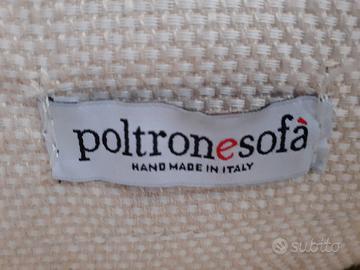 poltronesofà
HAND MADE IN ITALY
subito